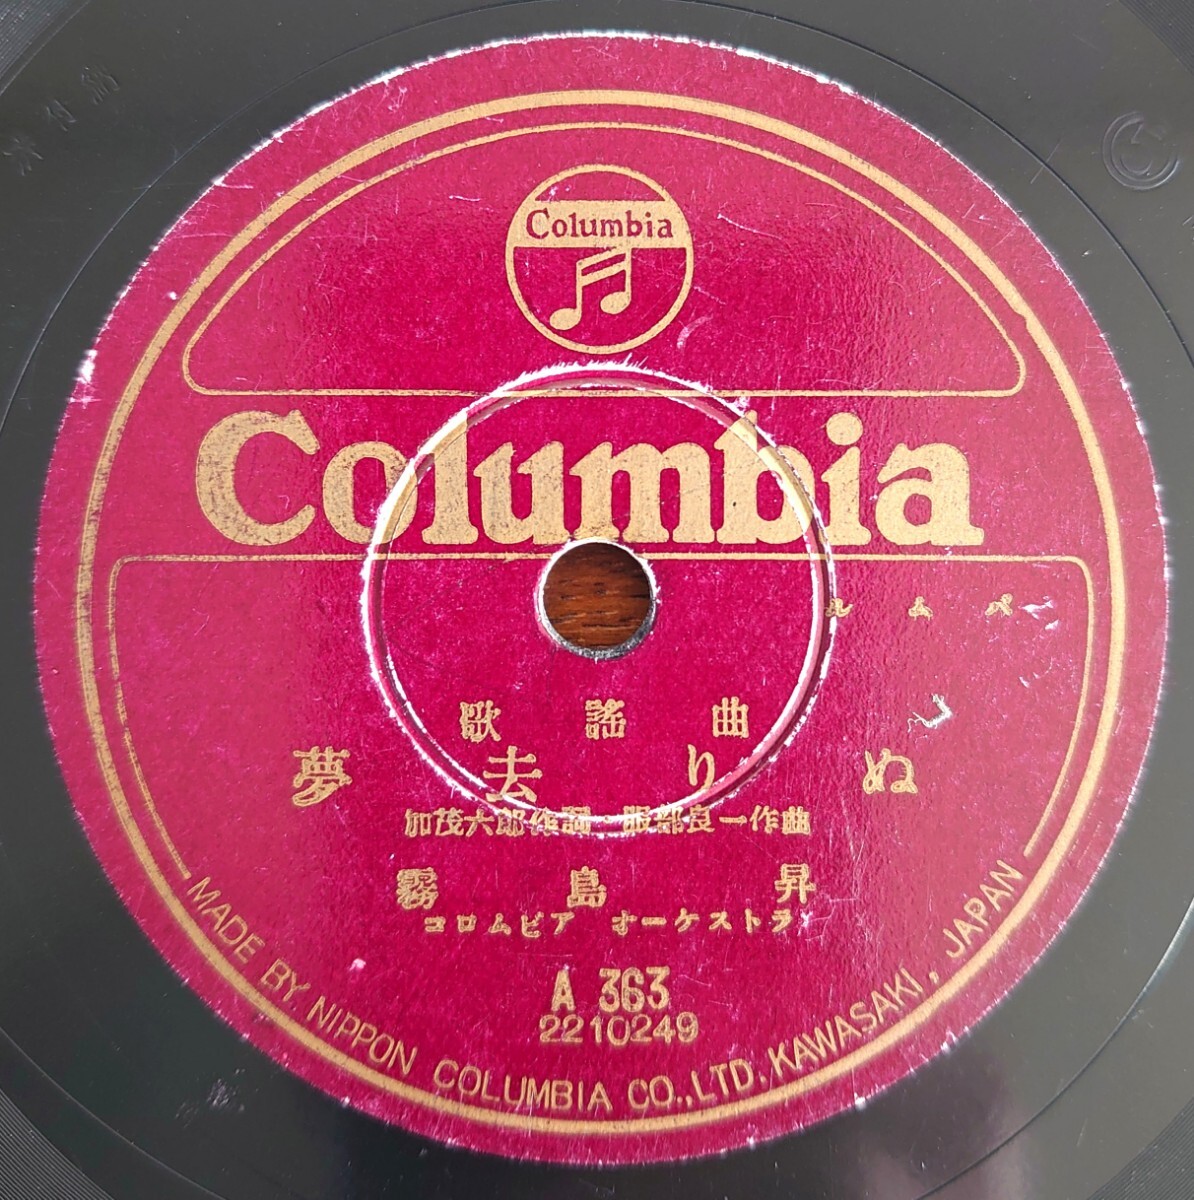 Columbia
Columbia
ルムバ
歌謡曲
夢去りぬ
加茂六郎作詞・服部良一作曲
霧島昇
コロムビア オーケストラ
A 363
2210249
MADE BY NIPPON COLUMBIA CO., LTD. KAWASAKI, JAPAN